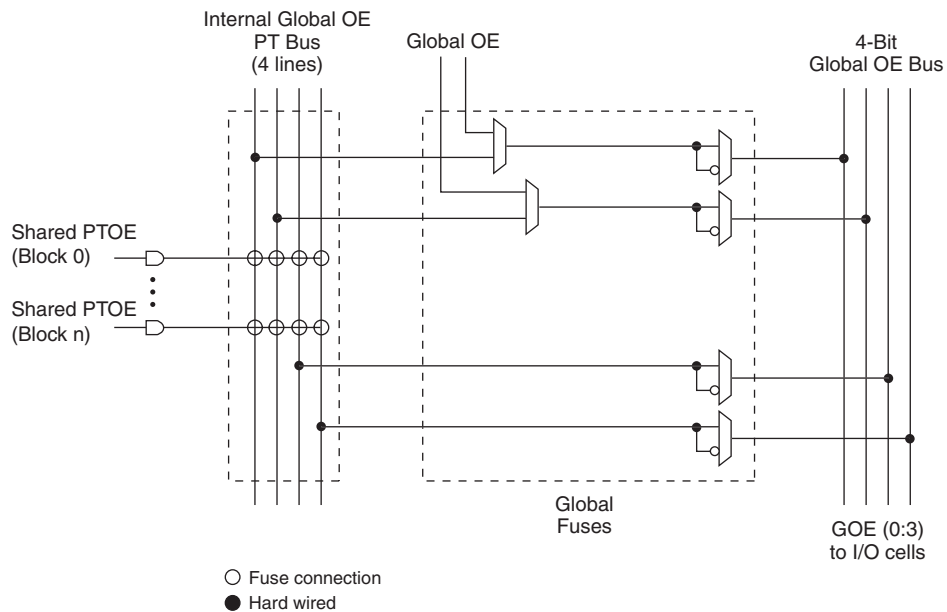 Internal Global OE
PT Bus
(4 lines)
Global OE
4-Bit
Global OE Bus
Shared PTOE
(Block 0)
Shared PTOE
(Block n)
Global
Fuses
GOE (0:3)
to I/O cells
Fuse connection
Hard wired